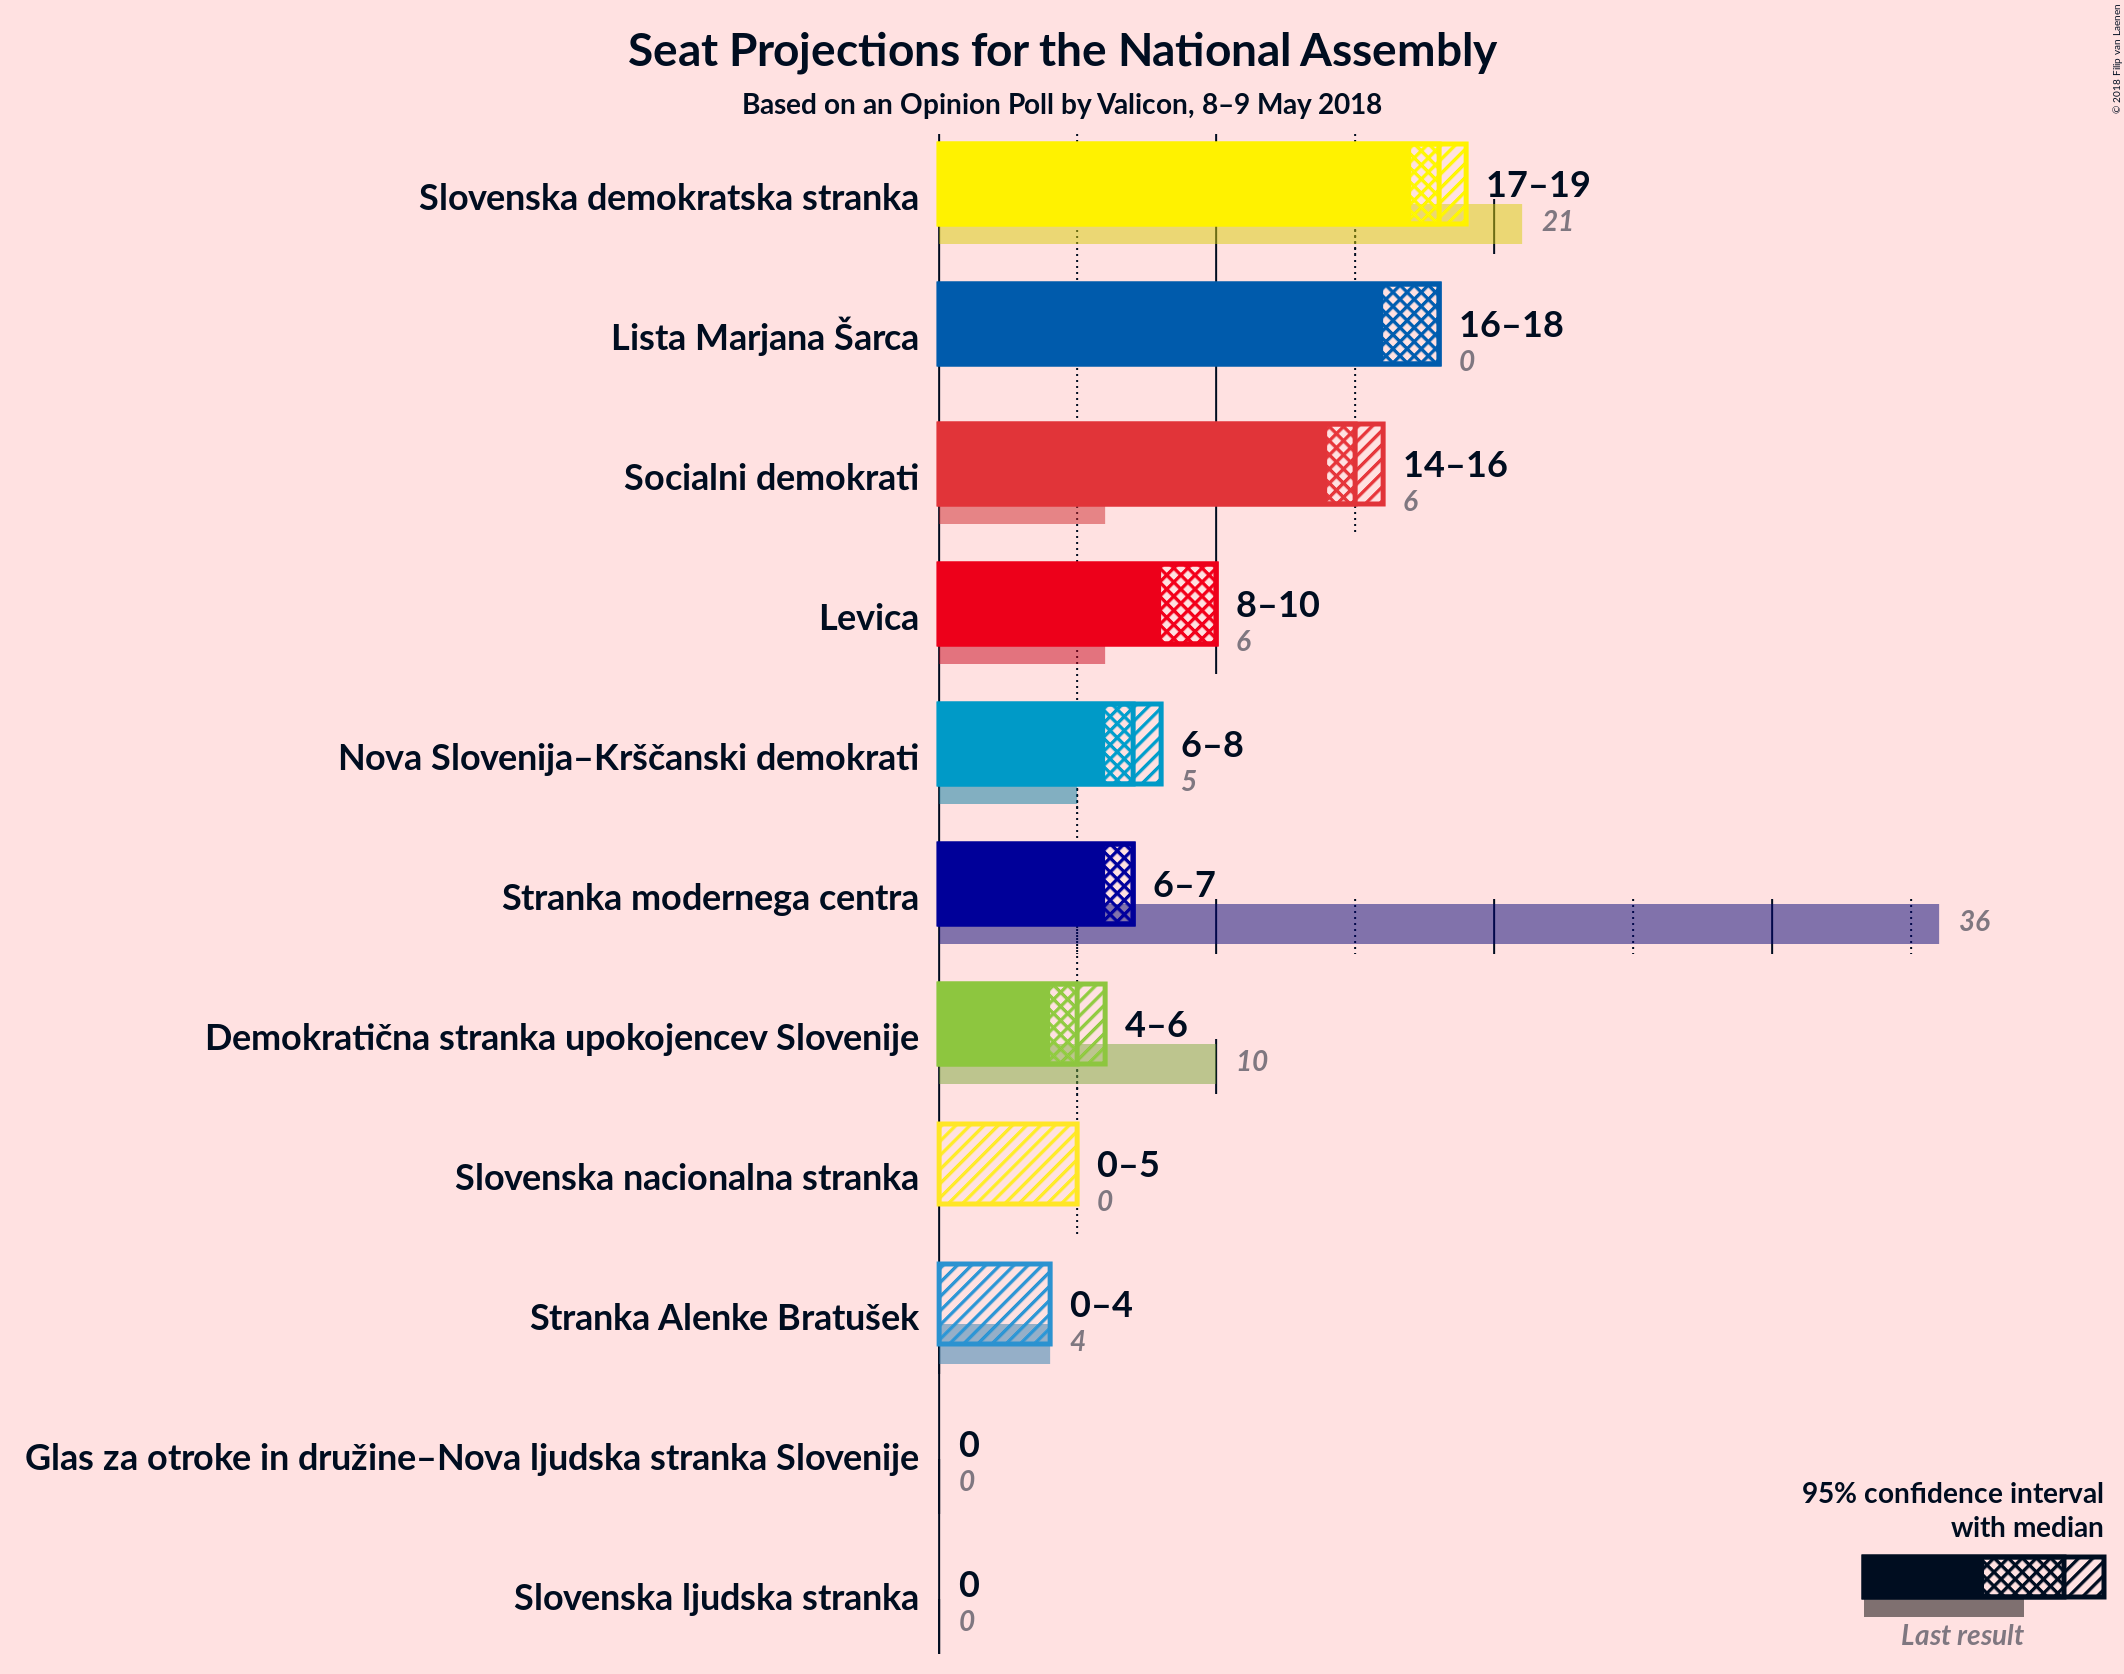 Seat Projections for the National Assembly
Based on an Opinion Poll by Valicon, 8–9 May 2018
© 2018 Filip van Laenen
Slovenska demokratska stranka
17–19
21
Lista Marjana Šarca
16–18
0
Socialni demokrati
14–16
6
Levica
8–10
6
Nova Slovenija–Krščanski demokrati
6–8
5
Stranka modernega centra
6–7
36
Demokratična stranka upokojencev Slovenije
4–6
10
Slovenska nacionalna stranka
0–5
0
Stranka Alenke Bratušek
0–4
4
Glas za otroke in družine–Nova ljudska stranka Slovenije
0
0
Slovenska ljudska stranka
0
0
95% confidence interval
with median
Last result